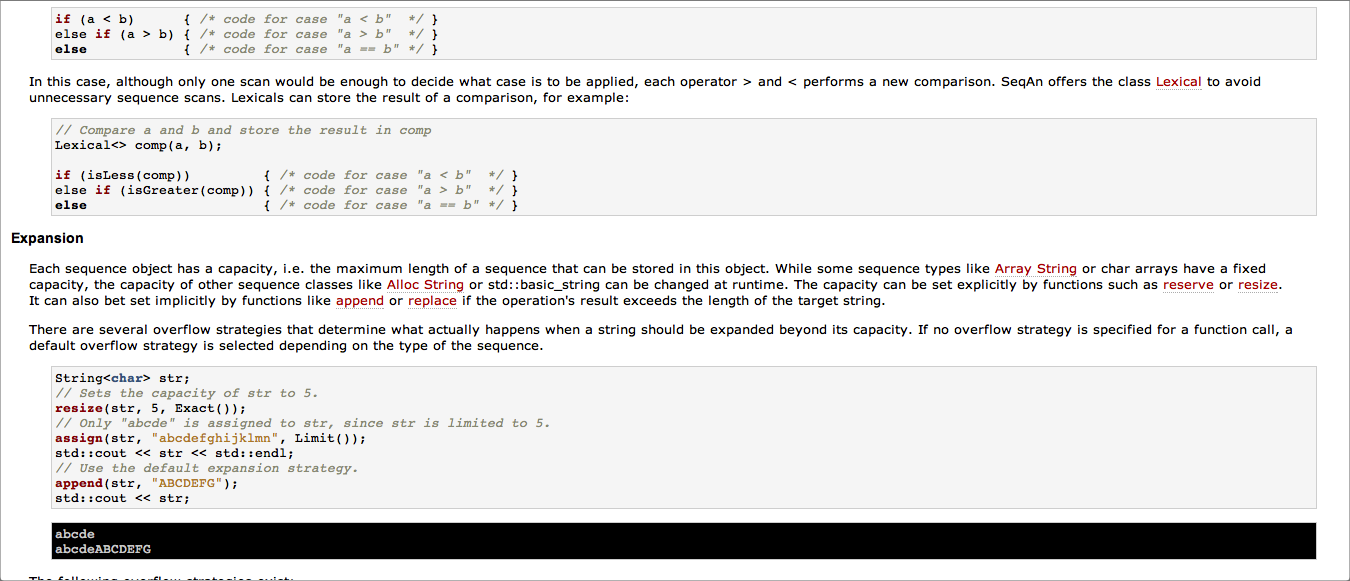 if (a < b)      { /* code for case "a < b"  */ }
else if (a > b) { /* code for case "a > b"  */ }
else            { /* code for case "a == b" */ }
In this case, although only one scan would be enough to decide what case is to be applied, each operator > and < performs a new comparison. SeqAn offers the class Lexical to avoid
unnecessary sequence scans. Lexicals can store the result of a comparison, for example:
// Compare a and b and store the result in comp
Lexical<> comp(a, b);
if (isLess(comp))         { /* code for case "a < b"  */ }
else if (isGreater(comp)) { /* code for case "a > b"  */ }
else                      { /* code for case "a == b" */ }
Expansion
Each sequence object has a capacity, i.e. the maximum length of a sequence that can be stored in this object. While some sequence types like Array String or char arrays have a fixed
capacity, the capacity of other sequence classes like Alloc String or std::basic_string can be changed at runtime. The capacity can be set explicitly by functions such as reserve or resize.
It can also bet set implicitly by functions like append or replace if the operation's result exceeds the length of the target string.
There are several overflow strategies that determine what actually happens when a string should be expanded beyond its capacity. If no overflow strategy is specified for a function call, a
default overflow strategy is selected depending on the type of the sequence.
String<char> str;
// Sets the capacity of str to 5.
resize(str, 5, Exact());
// Only "abcde" is assigned to str, since str is limited to 5.
assign(str, "abcdefghijklmn", Limit());
std::cout << str << std::endl;
// Use the default expansion strategy.
append(str, "ABCDEFG");
std::cout << str;
abcde
abcdeABCDEFG
The following overflow strategies exist: